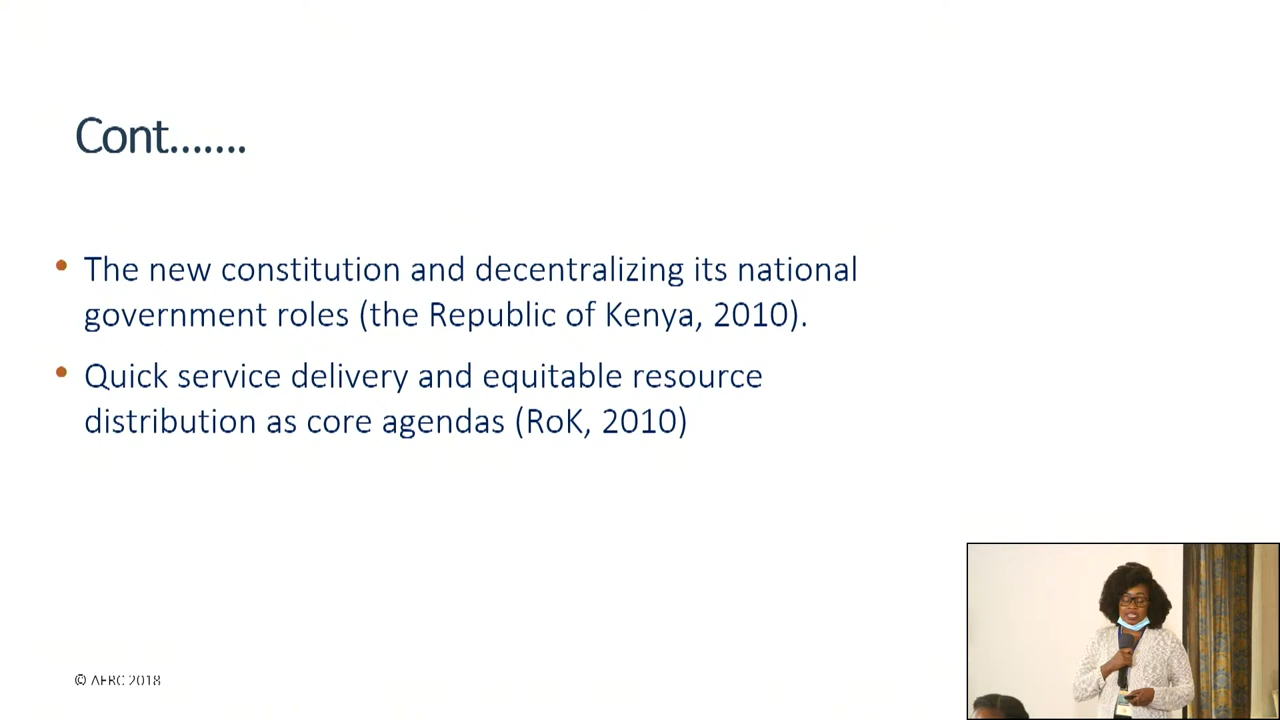 Cont.......
• The new constitution and decentralizing its national
government roles (the Republic of Kenya, 2010).
• Quick service delivery and equitable resource
distribution as core agendas (RoK, 2010)
© AERC 2018